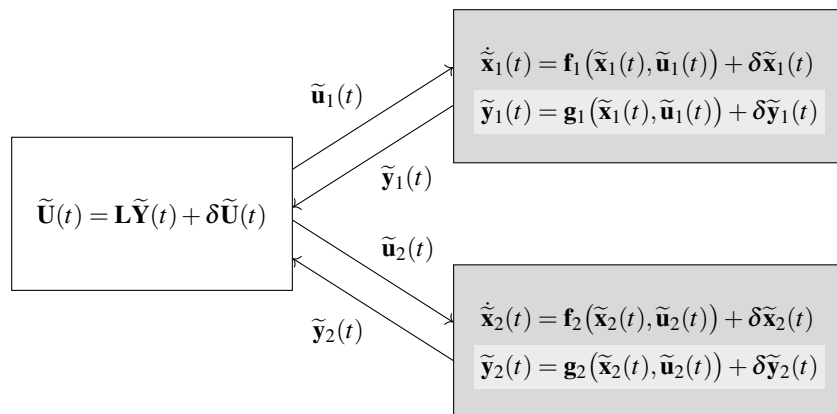 ẋ̃₁(t) = f₁(x̃₁(t), ũ₁(t)) + δx̃₁(t)
ỹ₁(t) = g₁(x̃₁(t), ũ₁(t)) + δỹ₁(t)
ũ₁(t)
ỹ₁(t)
Ũ(t) = LỸ(t) + δŨ(t)
ũ₂(t)
ỹ₂(t)
ẋ̃₂(t) = f₂(x̃₂(t), ũ₂(t)) + δx̃₂(t)
ỹ₂(t) = g₂(x̃₂(t), ũ₂(t)) + δỹ₂(t)